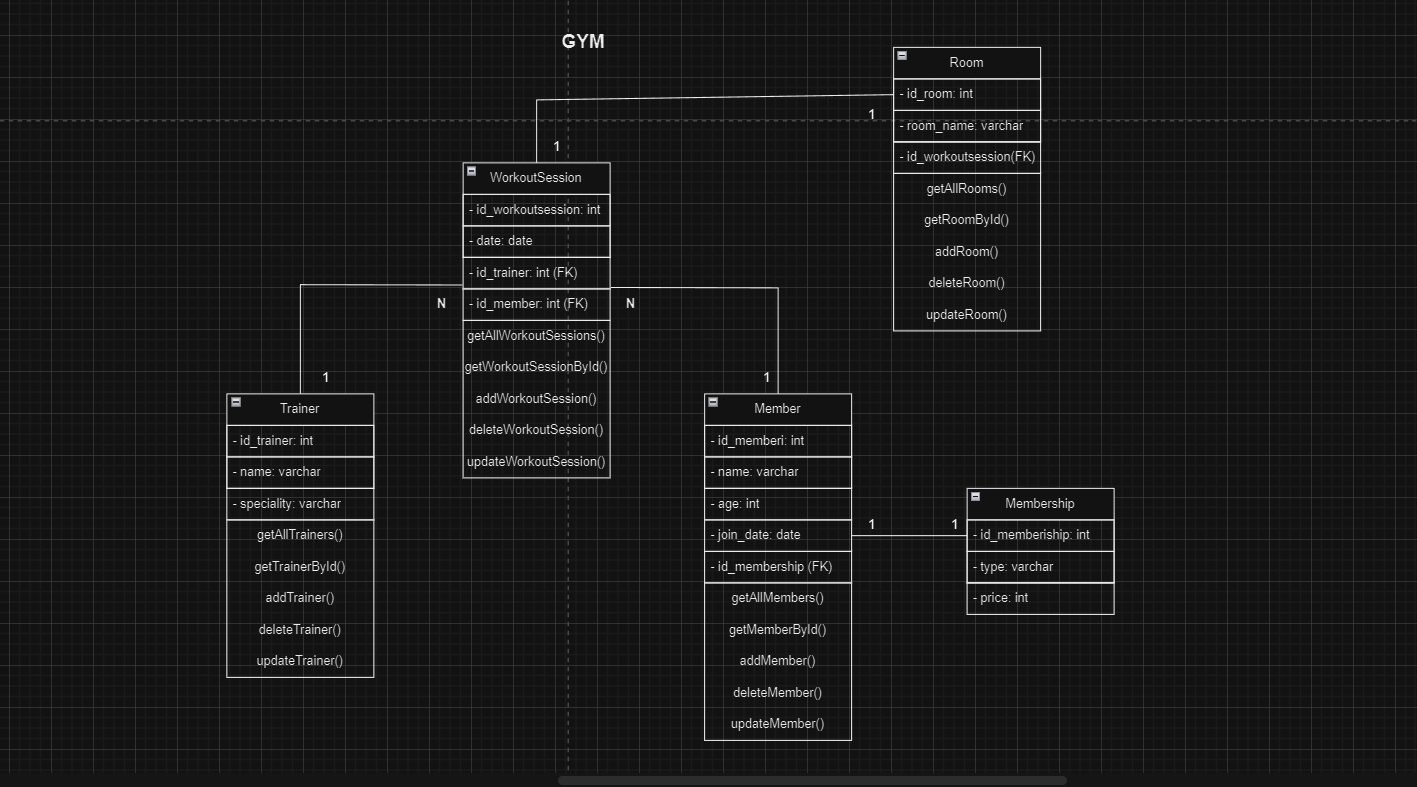 GYM
Room
- id_room: int
- room_name: varchar
- id_workoutsession(FK)
getAllRooms()
getRoomById()
addRoom()
deleteRoom()
updateRoom()
1
1
WorkoutSession
- id_workoutsession: int
- date: date
- id_trainer: int (FK)
- id_member: int (FK)
getAllWorkoutSessions()
getWorkoutSessionById()
addWorkoutSession()
deleteWorkoutSession()
updateWorkoutSession()
N
N
1
1
Trainer
- id_trainer: int
- name: varchar
- speciality: varchar
getAllTrainers()
getTrainerById()
addTrainer()
deleteTrainer()
updateTrainer()
Member
- id_memberi: int
- name: varchar
- age: int
- join_date: date
- id_membership (FK)
getAllMembers()
getMemberById()
addMember()
deleteMember()
updateMember()
1
1
Membership
- id_memberiship: int
- type: varchar
- price: int